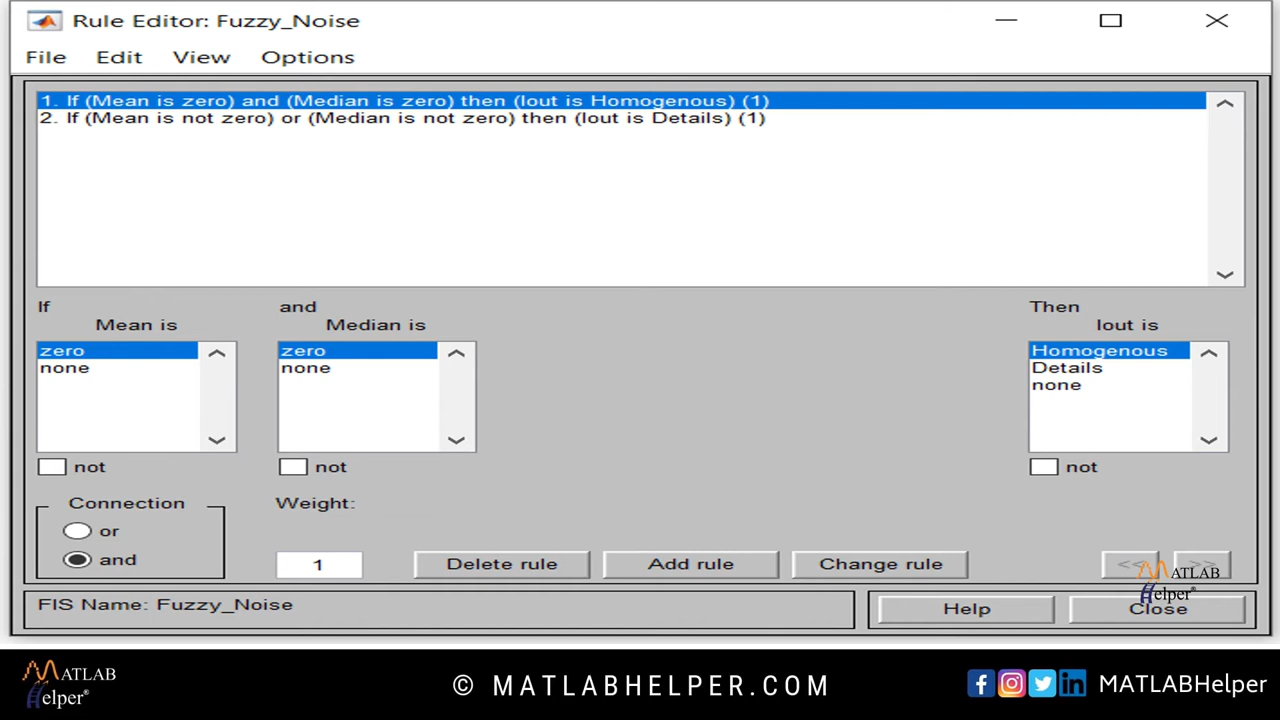 Rule Editor: Fuzzy_Noise
File Edit View Options
1. If (Mean is zero) and (Median is zero) then (Iout is Homogenous) (1)
2. If (Mean is not zero) or (Median is not zero) then (Iout is Details) (1)
If and Then
Mean is Median is Iout is
zero zero Homogenous
none none Details
none
not not not
Connection Weight:
or
and 1 Delete rule Add rule Change rule << >>
MATLAB
Helper®
FIS Name: Fuzzy_Noise Help Close
MATLAB
Helper®
© MATLABHELPER.COM
MATLABHelper